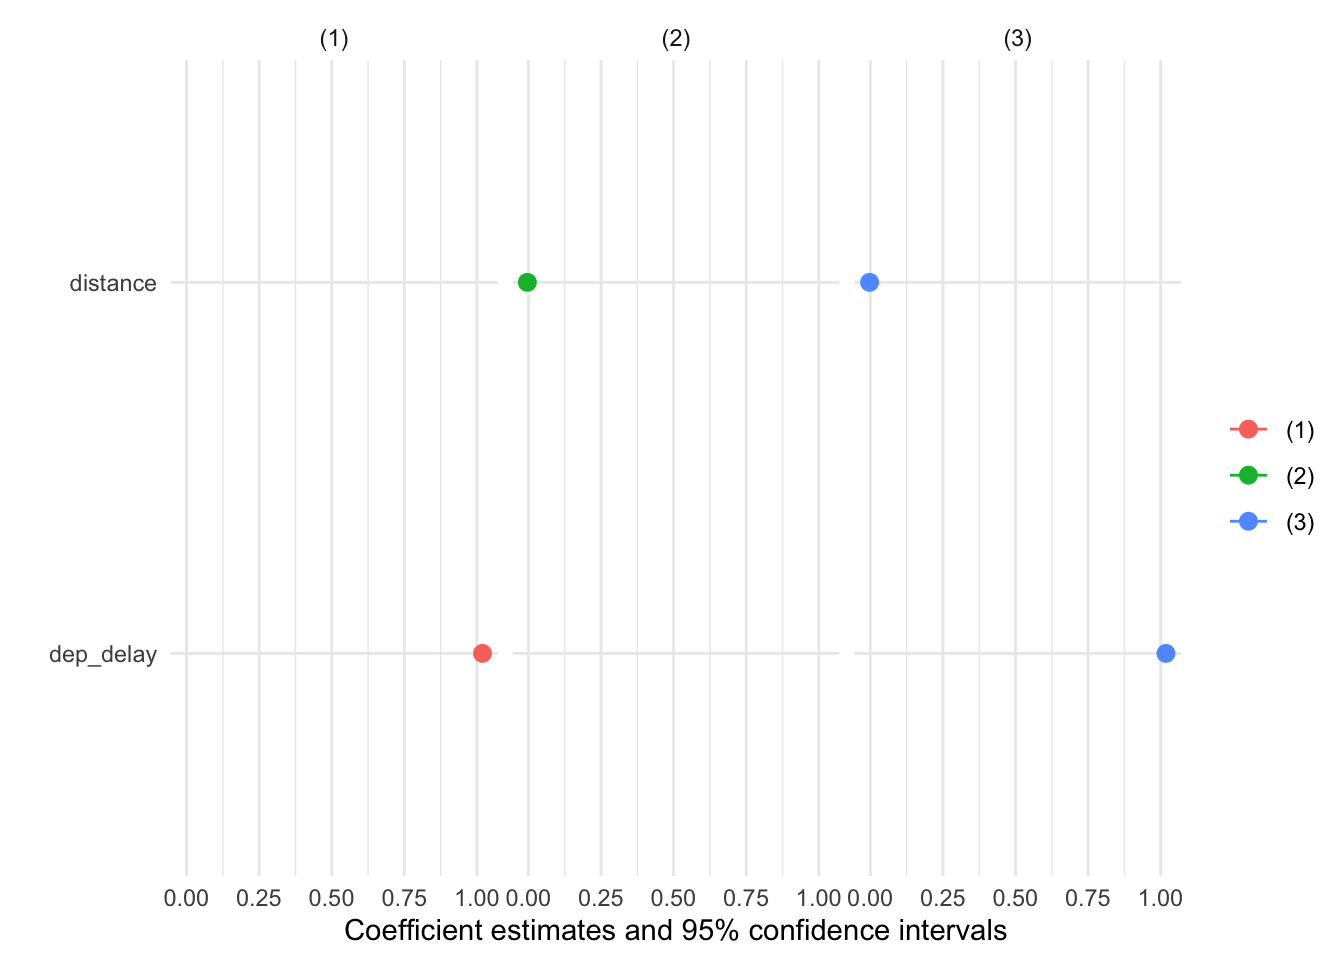 (1) (2) (3)
distance
dep_delay
(1)
(2)
(3)
0.00 0.25 0.50 0.75 1.00 0.00 0.25 0.50 0.75 1.00 0.00 0.25 0.50 0.75 1.00
Coefficient estimates and 95% confidence intervals